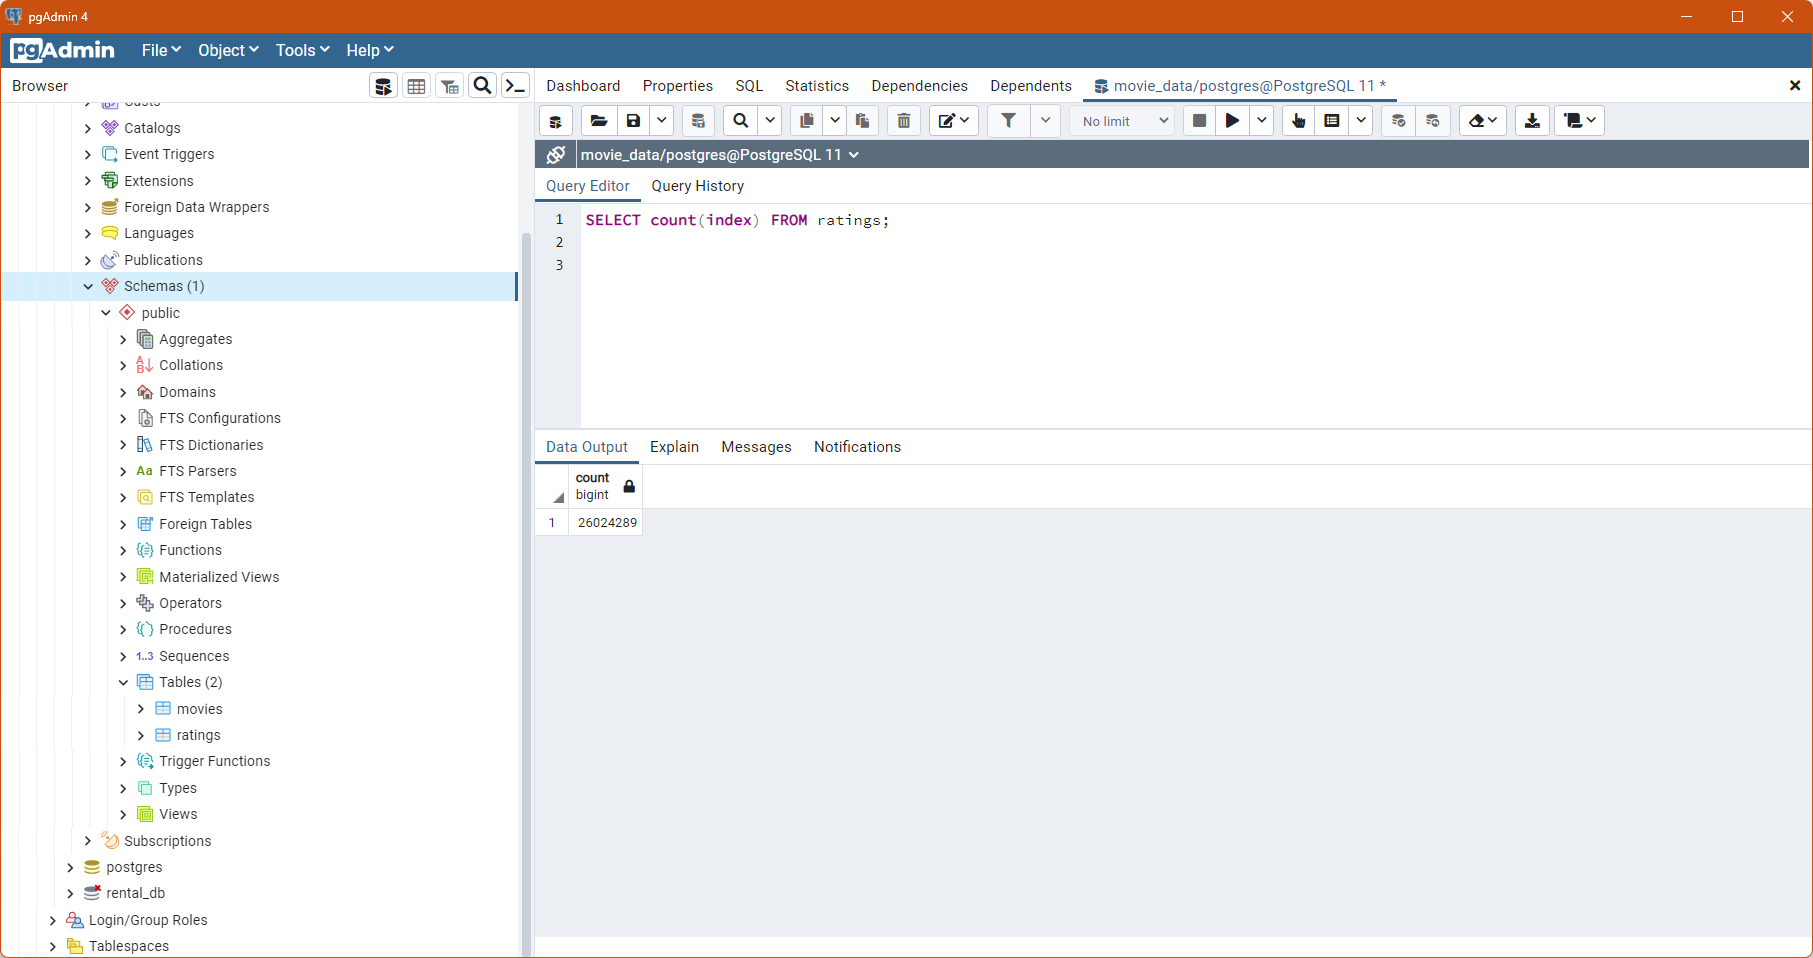 pgAdmin 4
pgAdmin File Object Tools Help
Browser
Dashboard Properties SQL Statistics Dependencies Dependents movie_data/postgres@PostgreSQL 11 *
No limit
movie_data/postgres@PostgreSQL 11
Query Editor Query History
1 SELECT count(index) FROM ratings;
2
3
Data Output Explain Messages Notifications
count
bigint
1 26024289
Casts
Catalogs
Event Triggers
Extensions
Foreign Data Wrappers
Languages
Publications
Schemas (1)
public
Aggregates
Collations
Domains
FTS Configurations
FTS Dictionaries
Aa FTS Parsers
FTS Templates
Foreign Tables
Functions
Materialized Views
Operators
Procedures
1..3 Sequences
Tables (2)
movies
ratings
Trigger Functions
Types
Views
Subscriptions
postgres
rental_db
Login/Group Roles
Tablespaces